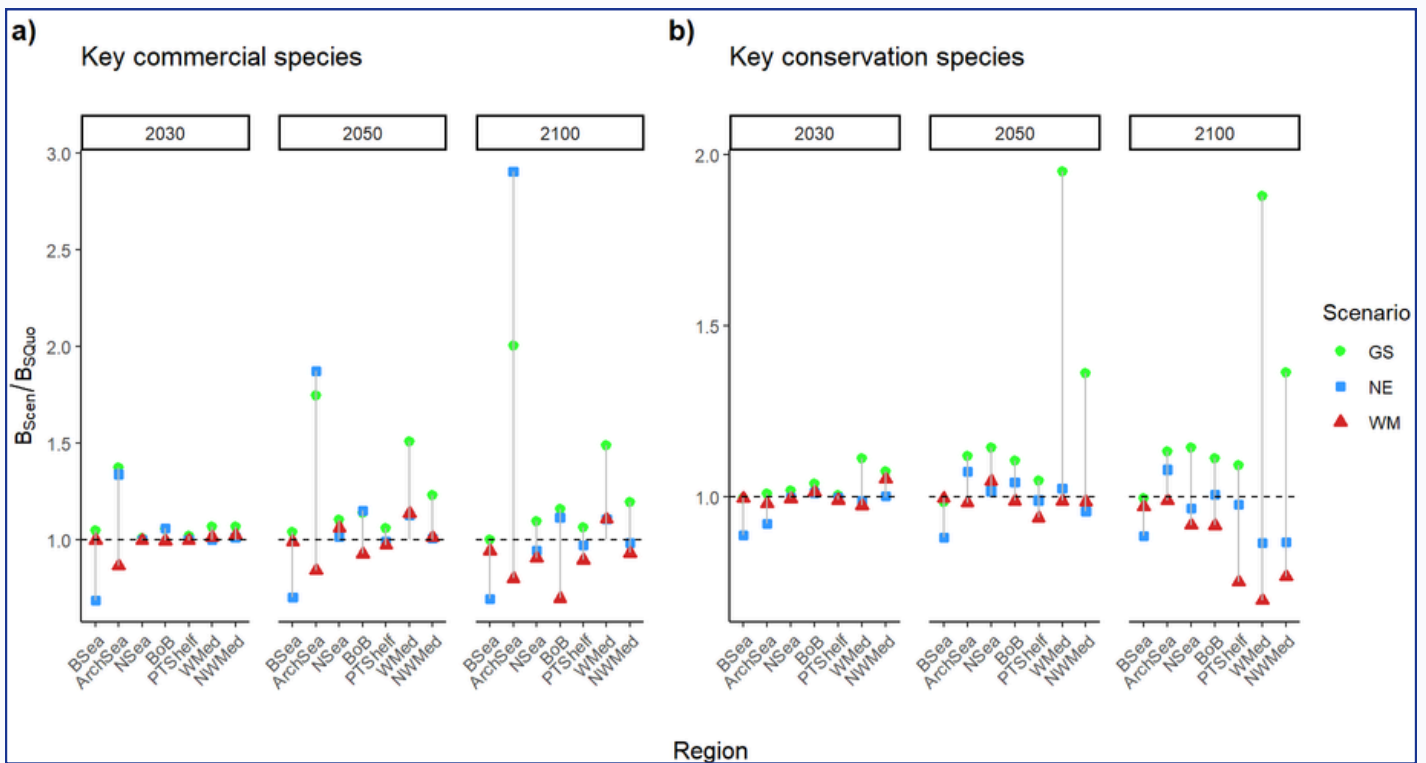 a)
Key commercial species
2030
2050
2100
3.0
2.5
2.0
1.5
1.0
B_Scen / B_SQuo
BSea
ArchSea
NSea
BoB
PTShelf
WMed
NWMed
BSea
ArchSea
NSea
BoB
PTShelf
WMed
NWMed
BSea
ArchSea
NSea
BoB
PTShelf
WMed
NWMed
b)
Key conservation species
2030
2050
2100
2.0
1.5
1.0
BSea
ArchSea
NSea
BoB
PTShelf
WMed
NWMed
BSea
ArchSea
NSea
BoB
PTShelf
WMed
NWMed
BSea
ArchSea
NSea
BoB
PTShelf
WMed
NWMed
Scenario
GS
NE
WM
Region